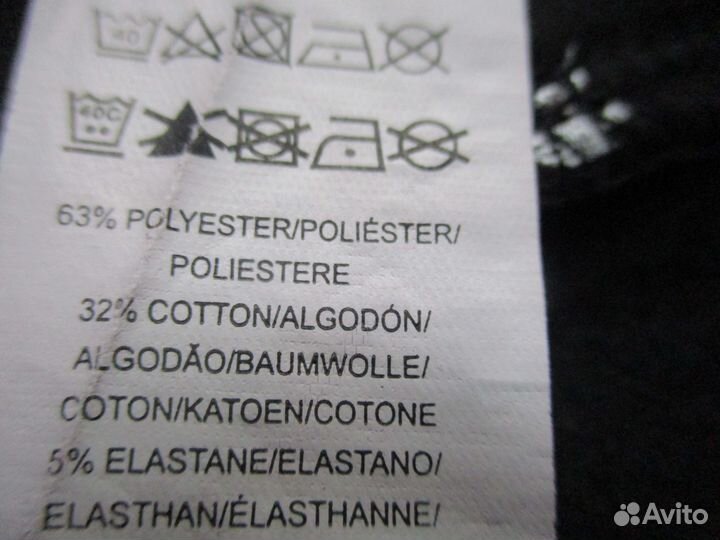 40
40C
63% POLYESTER/POLIÉSTER/
POLIESTERE
32% COTTON/ALGODÓN/
ALGODÃO/BAUMWOLLE/
COTON/KATOEN/COTONE
5% ELASTANE/ELASTANO/
ELASTHAN/ÉLASTHANNE/
Avito